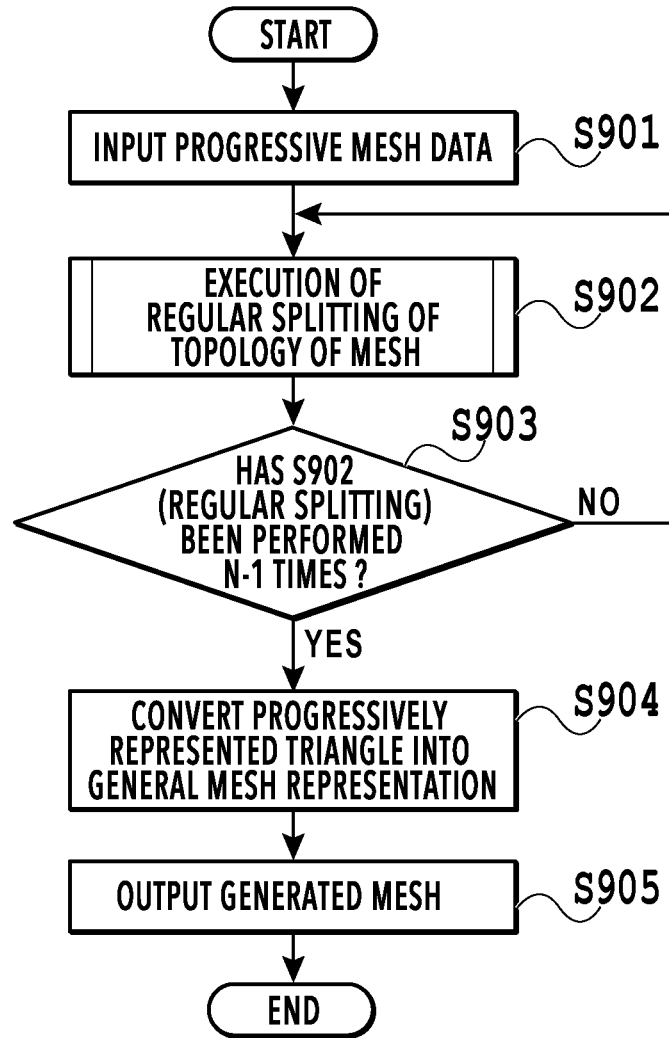 START
INPUT PROGRESSIVE MESH DATA
S901
EXECUTION OF
REGULAR SPLITTING OF
TOPOLOGY OF MESH
S902
S903
HAS S902
(REGULAR SPLITTING)
BEEN PERFORMED
N-1 TIMES ?
NO
YES
CONVERT PROGRESSIVELY
REPRESENTED TRIANGLE INTO
GENERAL MESH REPRESENTATION
S904
OUTPUT GENERATED MESH
S905
END